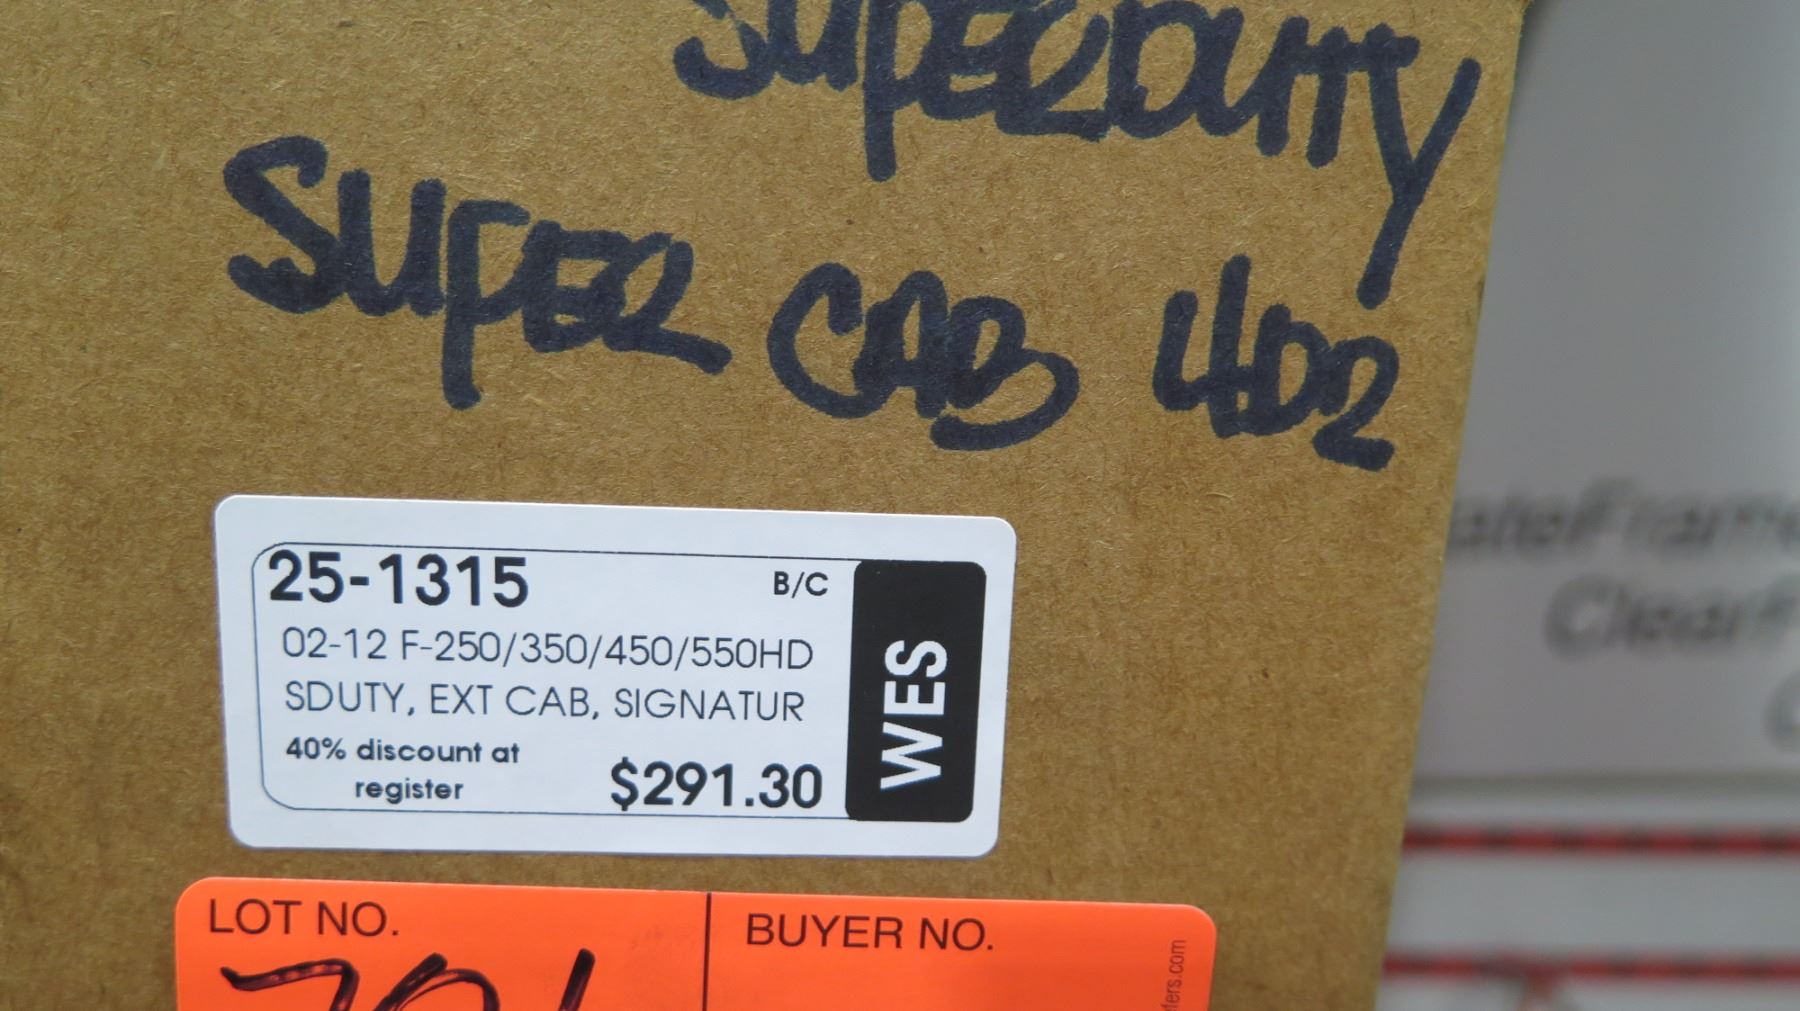 SUPERDUTY
SUPER CAB 4DR
25-1315
B/C
02-12 F-250/350/450/550HD
SDUTY, EXT CAB, SIGNATUR
40% discount at
register
$291.30
WES
LOT NO.
BUYER NO.